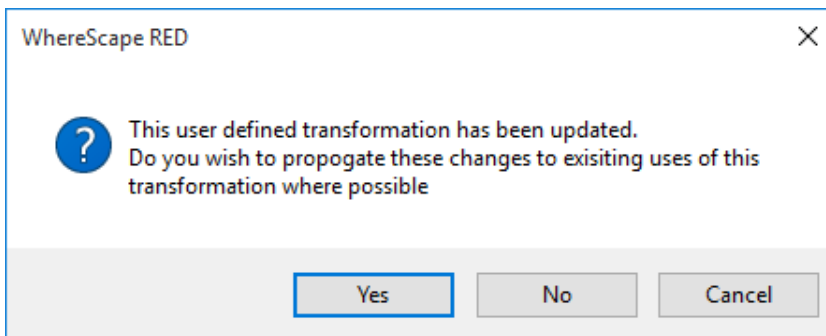 WhereScape RED
This user defined transformation has been updated.
Do you wish to propogate these changes to exisiting uses of this
transformation where possible
Yes No Cancel